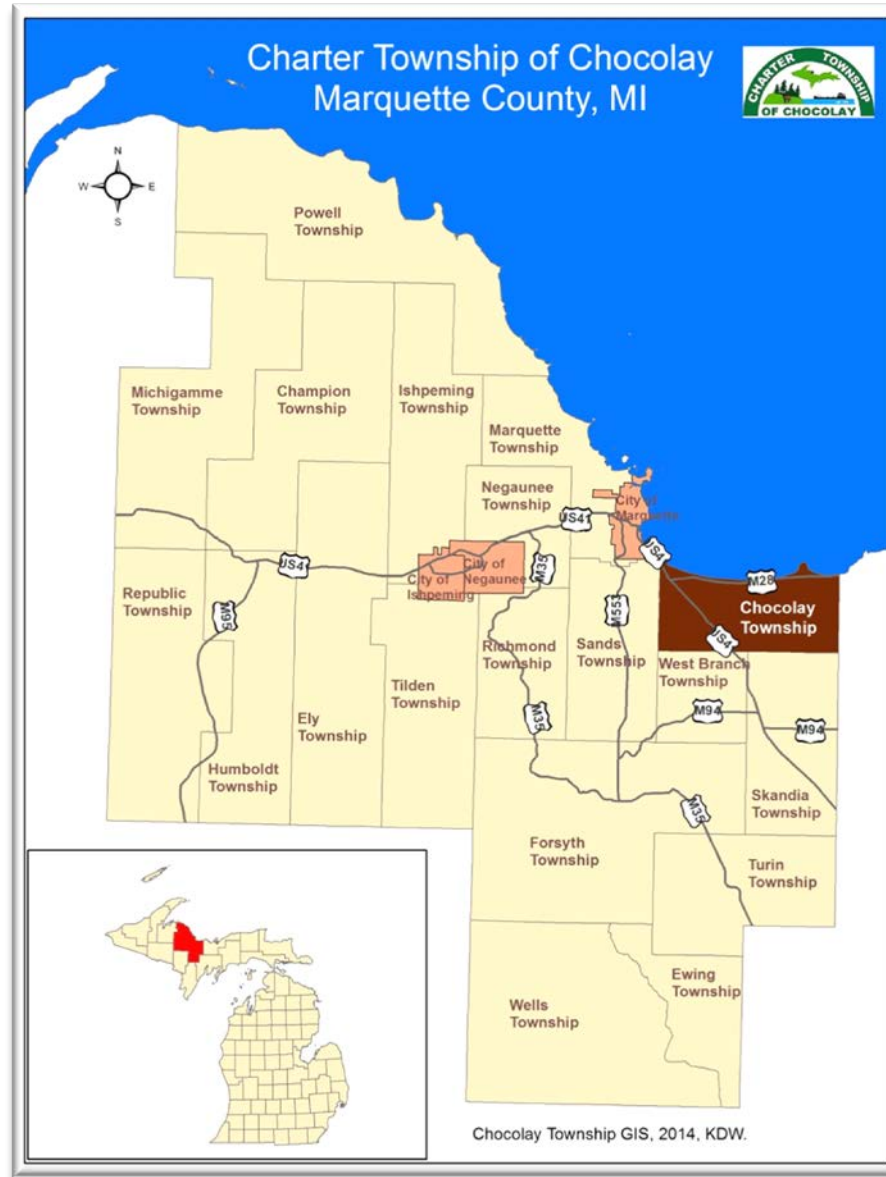 Charter Township of Chocolay
Marquette County, MI
CHARTER TOWNSHIP
OF CHOCOLAY
N
W
E
S
Powell
Township
Michigamme
Township
Champion
Township
Ishpeming
Township
Marquette
Township
Negaunee
Township
City of
Marquette
US41
City of
Negaunee
City of
Ishpeming
M35
US4
US4
M28
Chocolay
Township
Republic
Township
M95
M553
US4
Richmond
Township
Sands
Township
West Branch
Township
Tilden
Township
Ely
Township
M35
M94
M94
Humboldt
Township
Skandia
Township
M35
Forsyth
Township
Turin
Township
Ewing
Township
Wells
Township
Chocolay Township GIS, 2014, KDW.